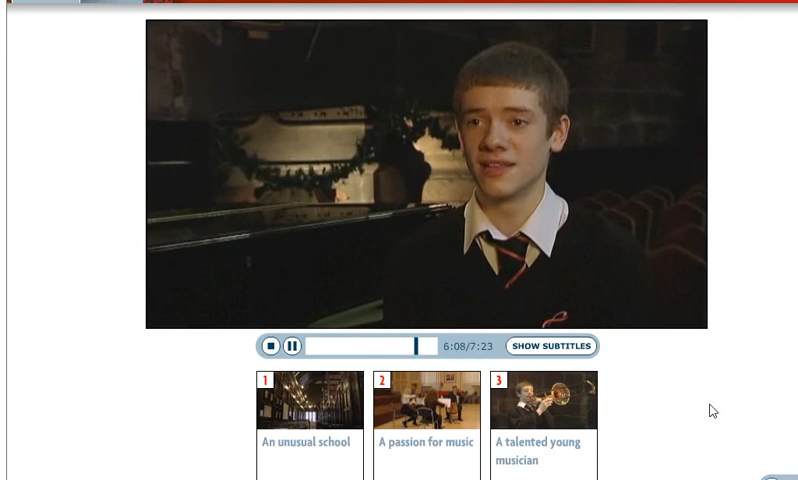 6:08/7:23
SHOW SUBTITLES
1
2
3
An unusual school
A passion for music
A talented young
musician